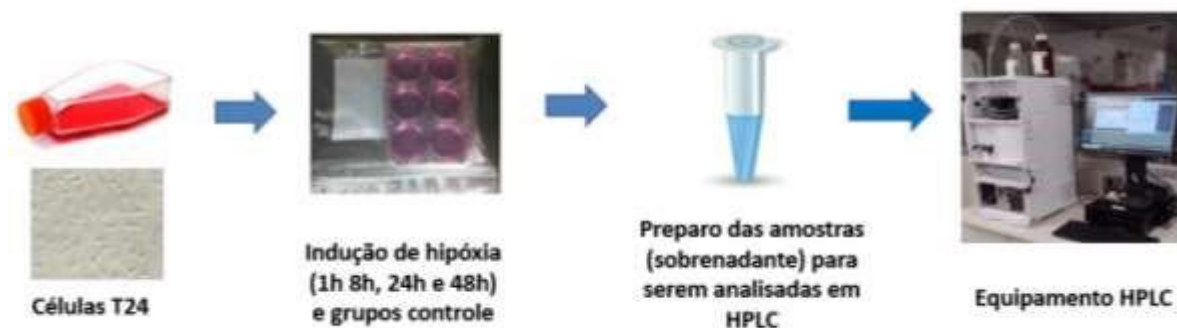 Células T24
Indução de hipóxia
(1h 8h, 24h e 48h)
e grupos controle
Preparo das amostras
(sobrenadante) para
serem analisadas em
HPLC
Equipamento HPLC